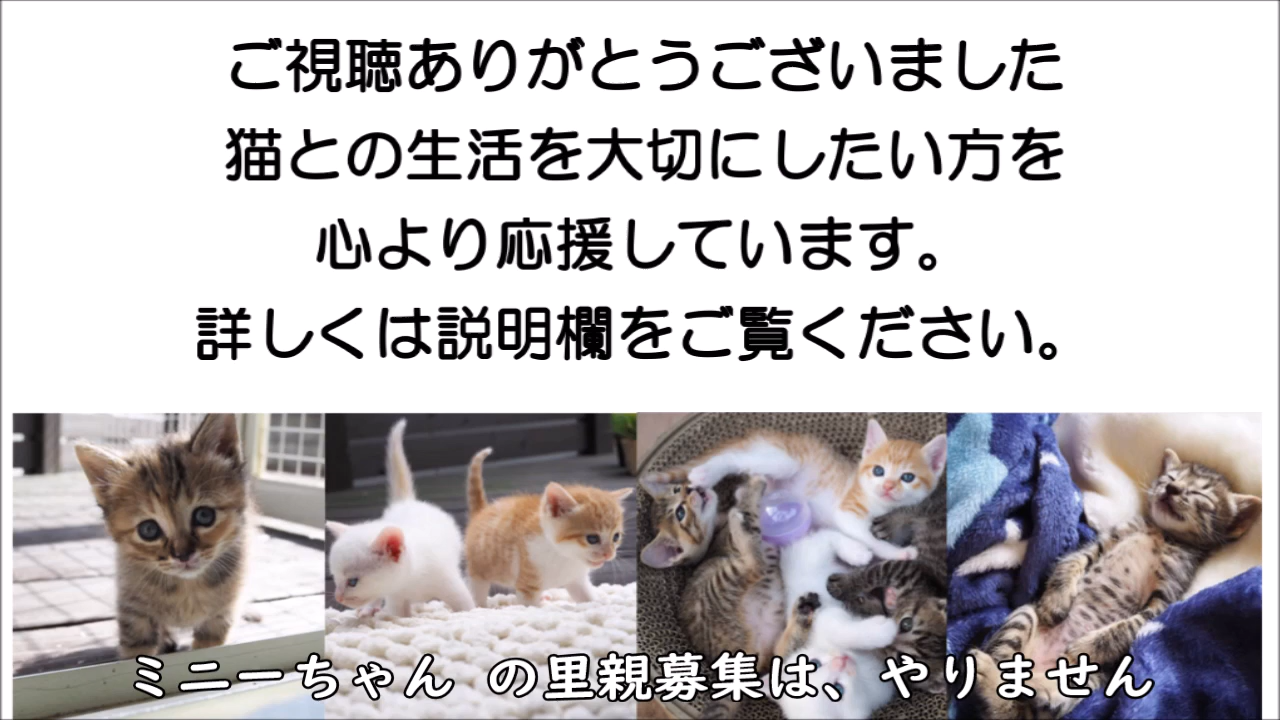 ご視聴ありがとうございました
猫との生活を大切にしたい方を
心より応援しています。
詳しくは説明欄をご覧ください。
ミニーちゃん の里親募集は、やりません